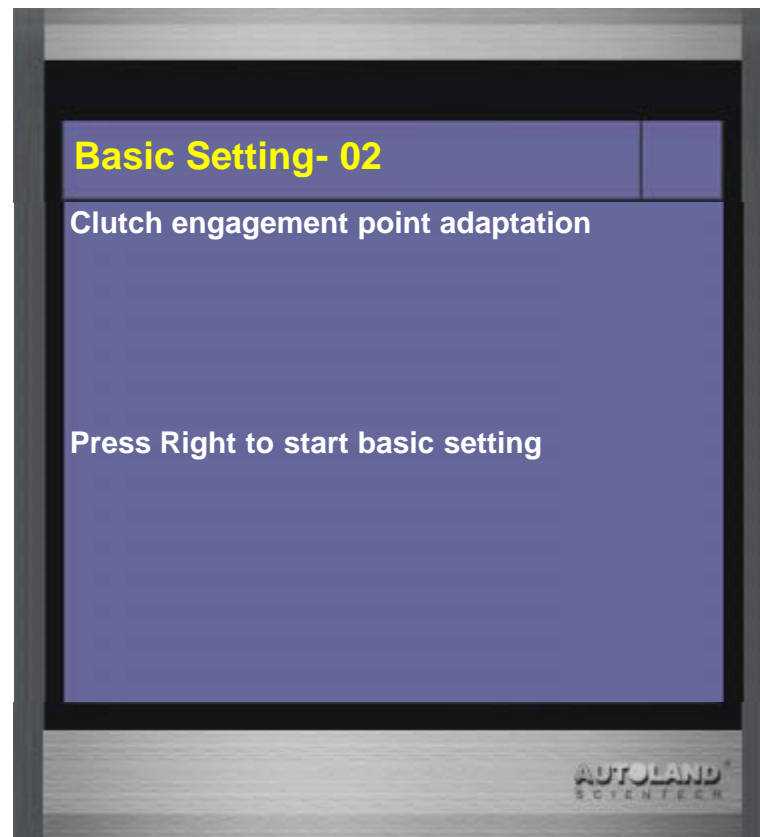 Basic Setting- 02
Clutch engagement point adaptation
Press Right to start basic setting
AUTOLAND®
SCIENTECH